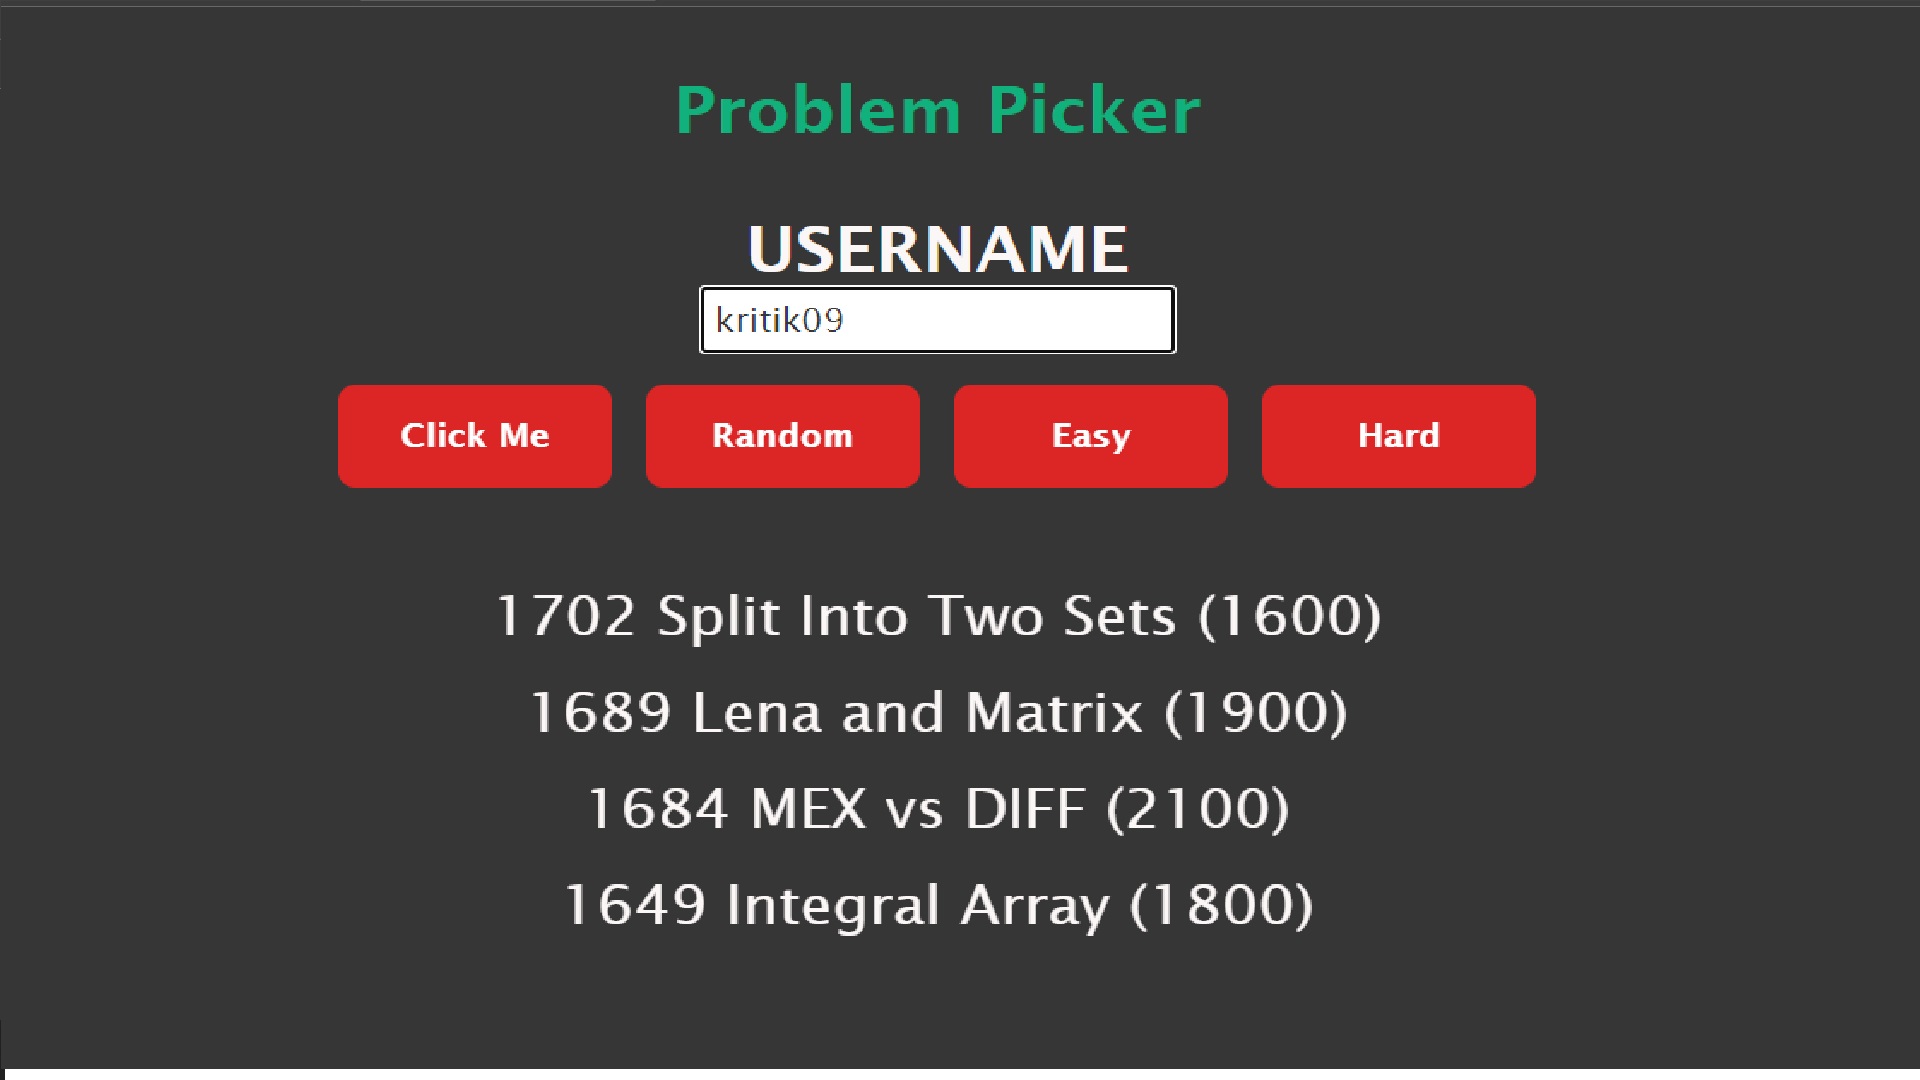 Problem Picker
USERNAME
kritik09
Click Me Random Easy Hard
1702 Split Into Two Sets (1600)
1689 Lena and Matrix (1900)
1684 MEX vs DIFF (2100)
1649 Integral Array (1800)